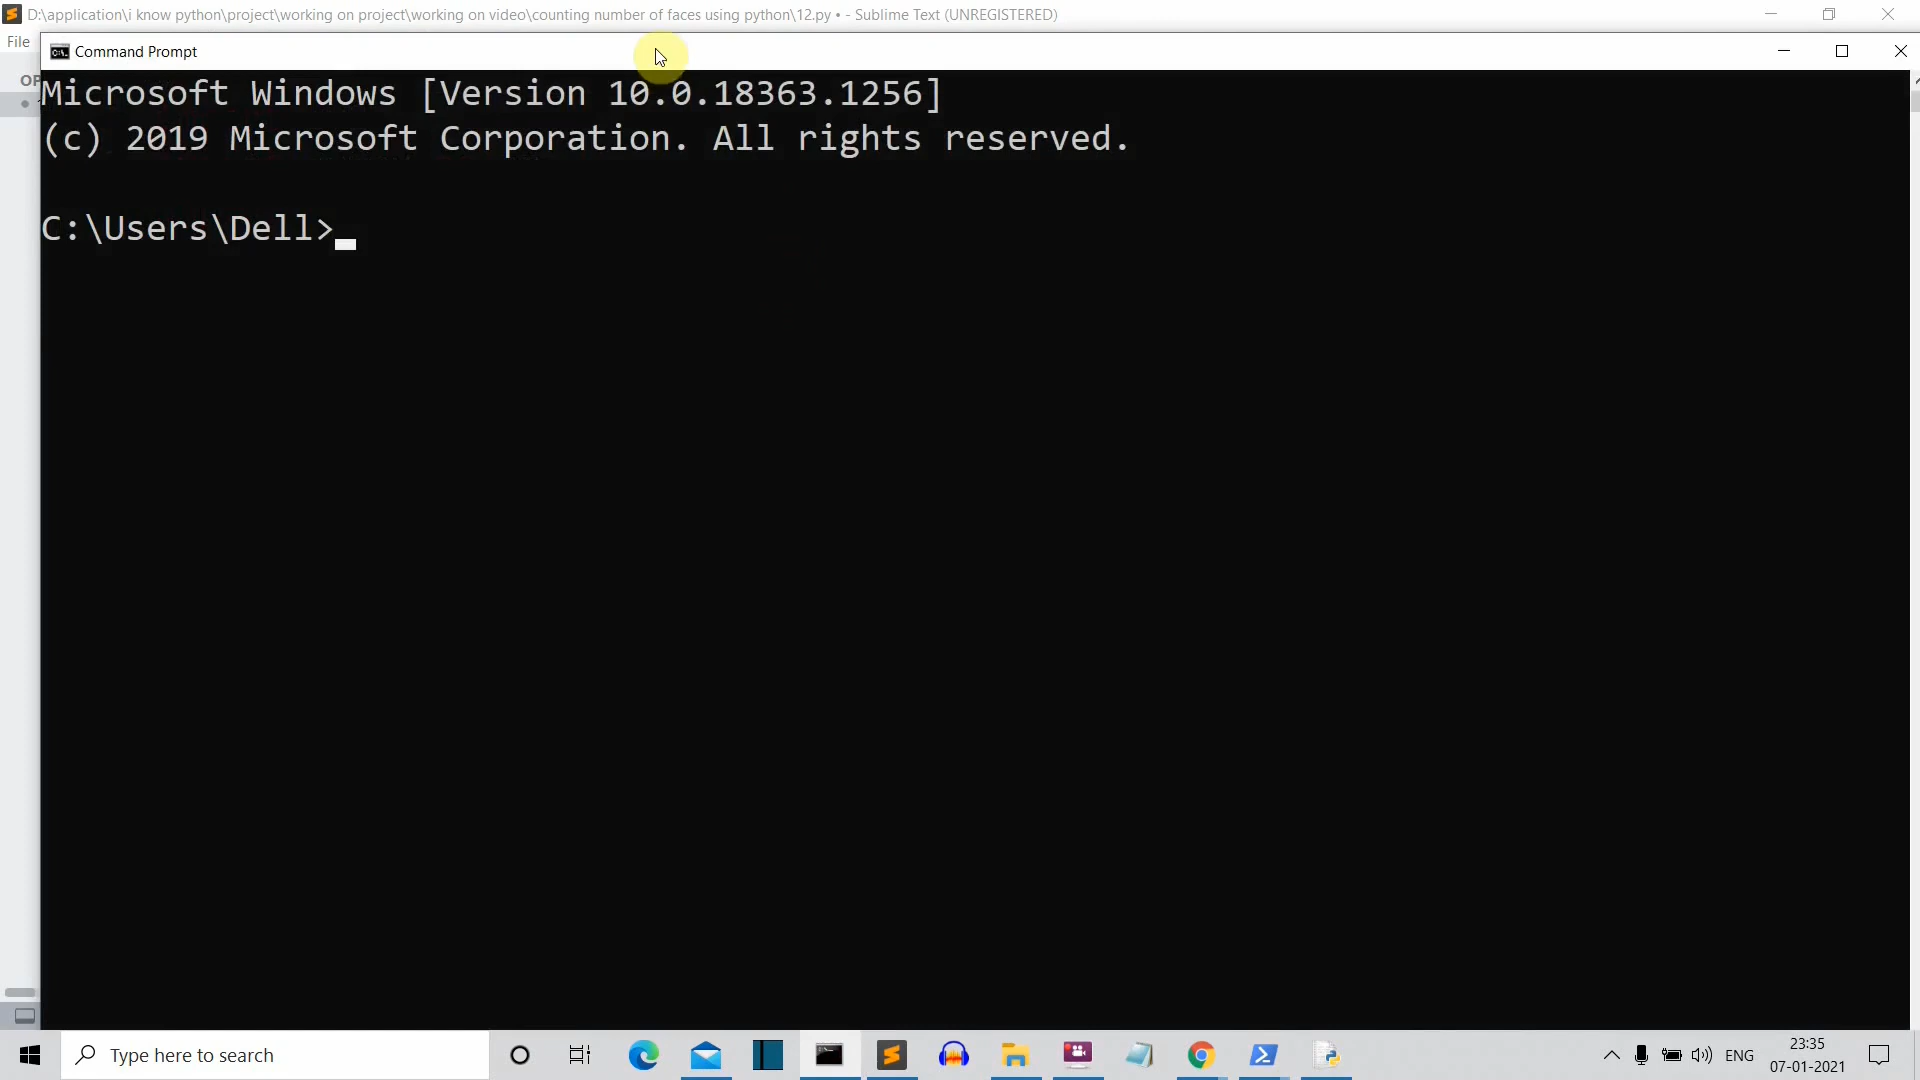 D:\application\i know python\project\working on project\working on video\counting number of faces using python\12.py • - Sublime Text (UNREGISTERED)
File
Command Prompt
OP
Microsoft Windows [Version 10.0.18363.1256]
(c) 2019 Microsoft Corporation. All rights reserved.
C:\Users\Dell>
Type here to search
ENG
23:35
07-01-2021